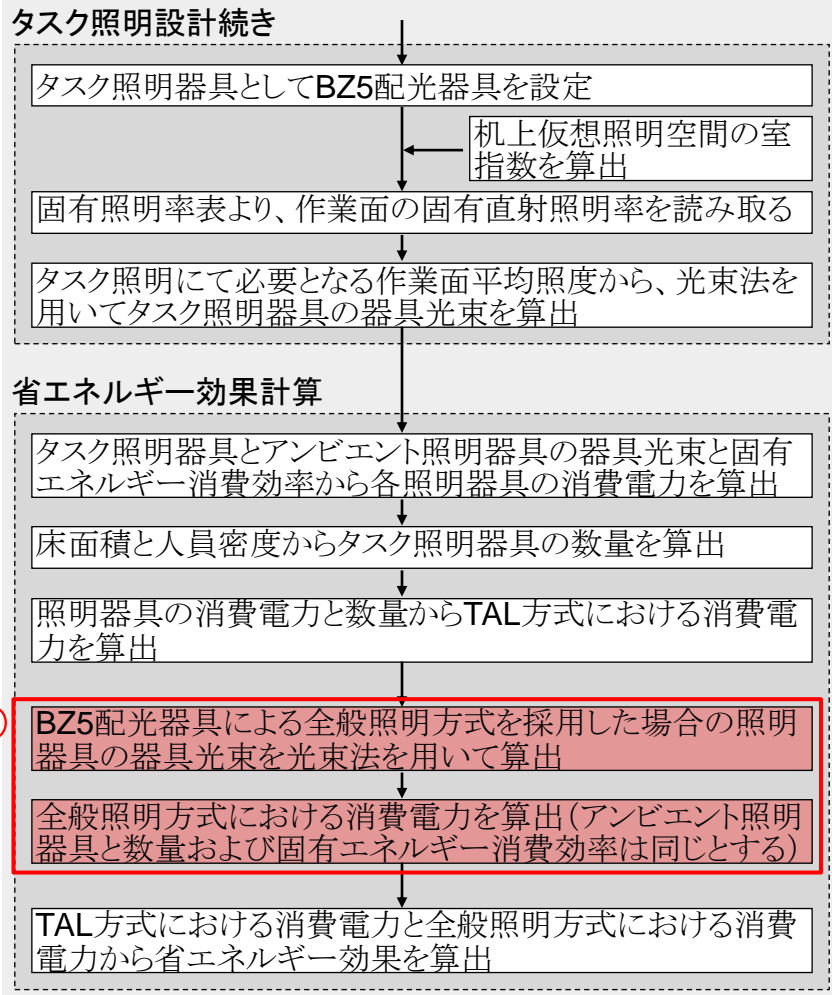 タスク照明設計続き
タスク照明器具としてBZ5配光器具を設定
机上仮想照明空間の室
指数を算出
固有照明率表より、作業面の固有直射照明率を読み取る
タスク照明にて必要となる作業面平均照度から、光束法を
用いてタスク照明器具の器具光束を算出
省エネルギー効果計算
タスク照明器具とアンビエント照明器具の器具光束と固有
エネルギー消費効率から各照明器具の消費電力を算出
床面積と人員密度からタスク照明器具の数量を算出
照明器具の消費電力と数量からTAL方式における消費電
力を算出
BZ5配光器具による全般照明方式を採用した場合の照明
器具の器具光束を光束法を用いて算出
全般照明方式における消費電力を算出(アンビエント照明
器具と数量および固有エネルギー消費効率は同じとする)
TAL方式における消費電力と全般照明方式における消費
電力から省エネルギー効果を算出